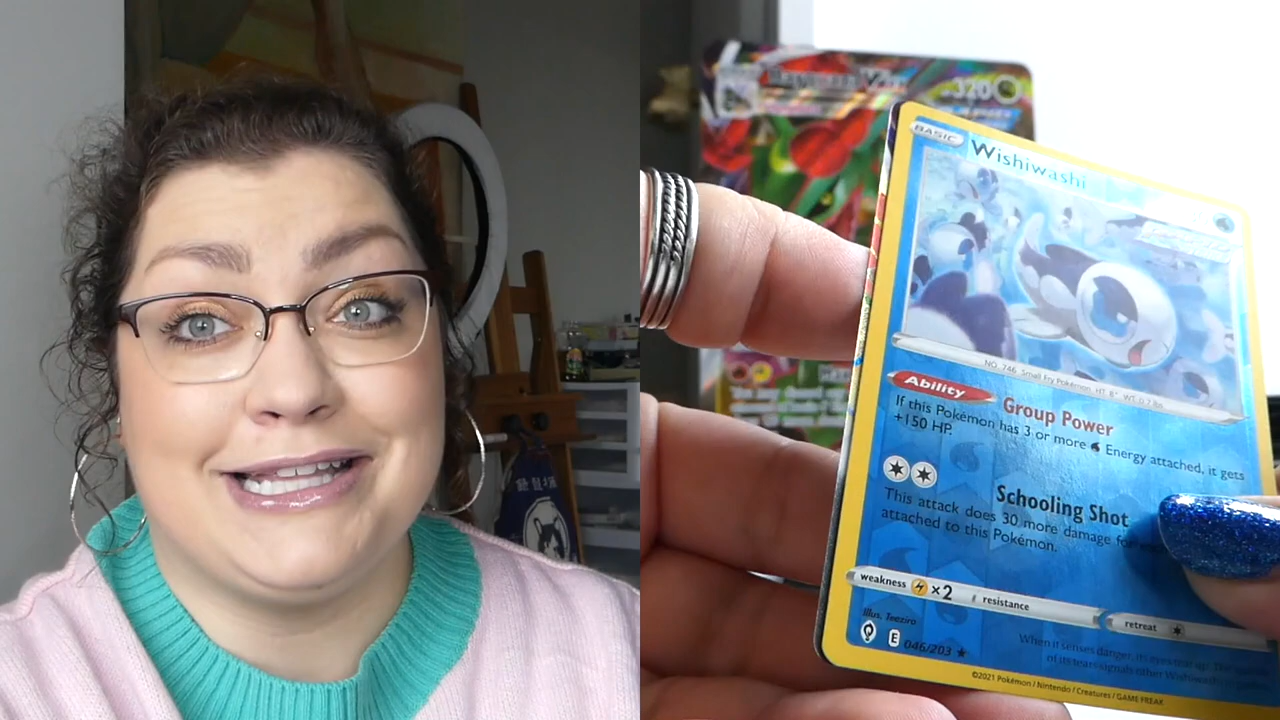 320
BASIC
Wishiwashi
NO. 746 Small Fry Pokémon HT 8" WT 0.7 lbs.
Ability Group Power
If this Pokémon has 3 or more Energy attached, it gets
+150 HP.
Schooling Shot
This attack does 30 more damage for
attached to this Pokémon.
weakness ×2 resistance
retreat
Illus. Teeziro
E 046/203 ★
When it senses danger, its eyes tear up. The
of its tears signals other Wishiwashi
©2021 Pokémon / Nintendo / Creatures / GAME FREAK